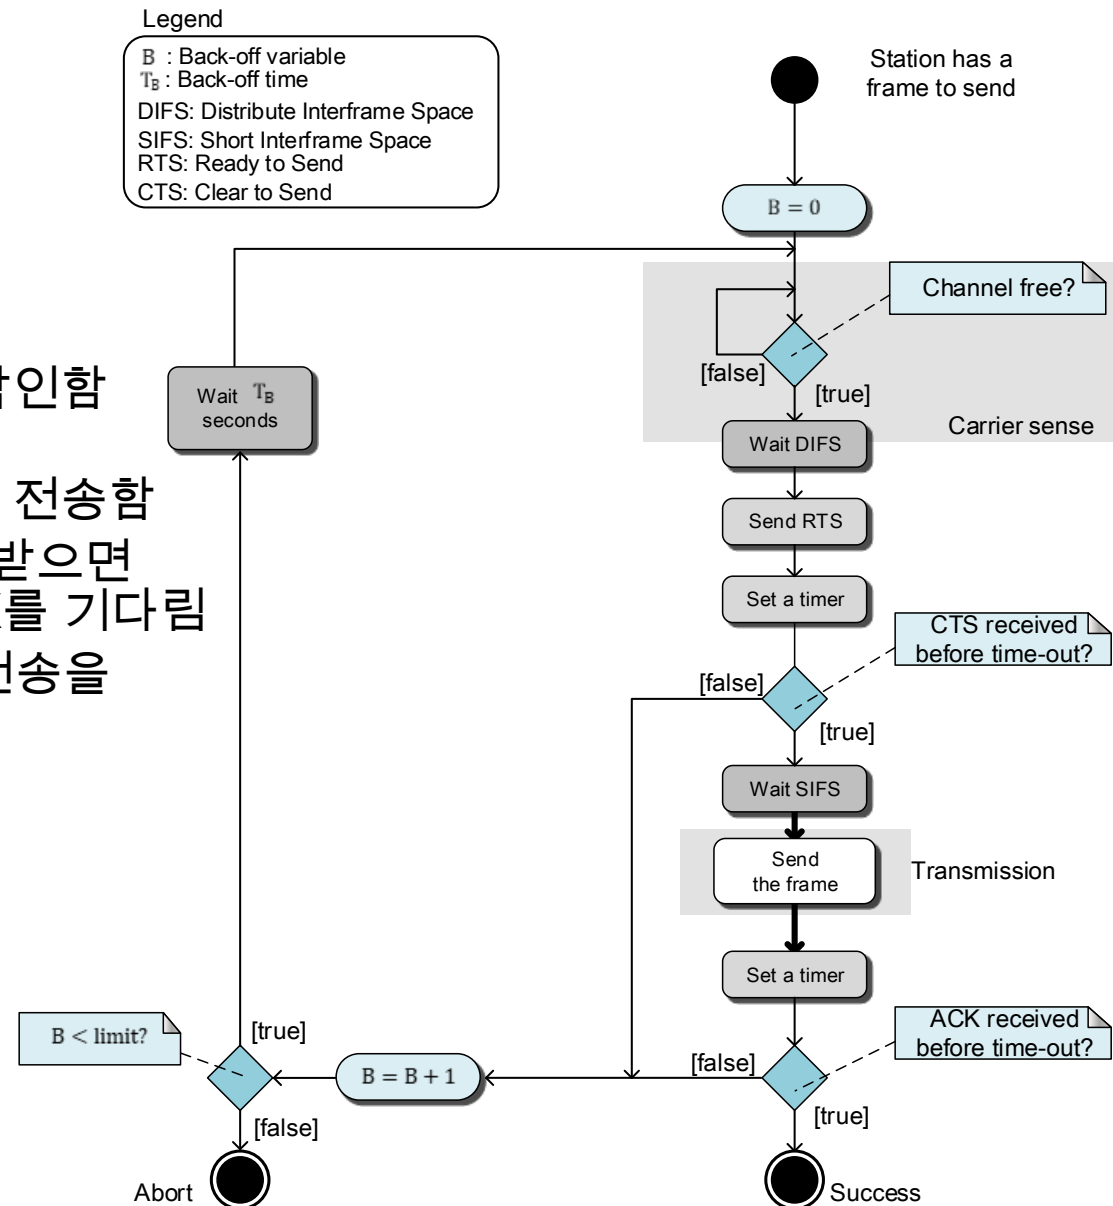 Legend
B : Back-off variable
T_B : Back-off time
DIFS: Distribute Interframe Space
SIFS: Short Interframe Space
RTS: Ready to Send
CTS: Clear to Send
Station has a
frame to send
B = 0
Channel free?
[false]
[true]
Carrier sense
Wait DIFS
Send RTS
Set a timer
CTS received
before time-out?
[false]
[true]
Wait SIFS
Send
the frame
Transmission
Set a timer
ACK received
before time-out?
[false]
[true]
Success
B = B + 1
B < limit?
[true]
[false]
Abort
Wait T_B
seconds
인함
전송함
받으면
를 기다림
송을